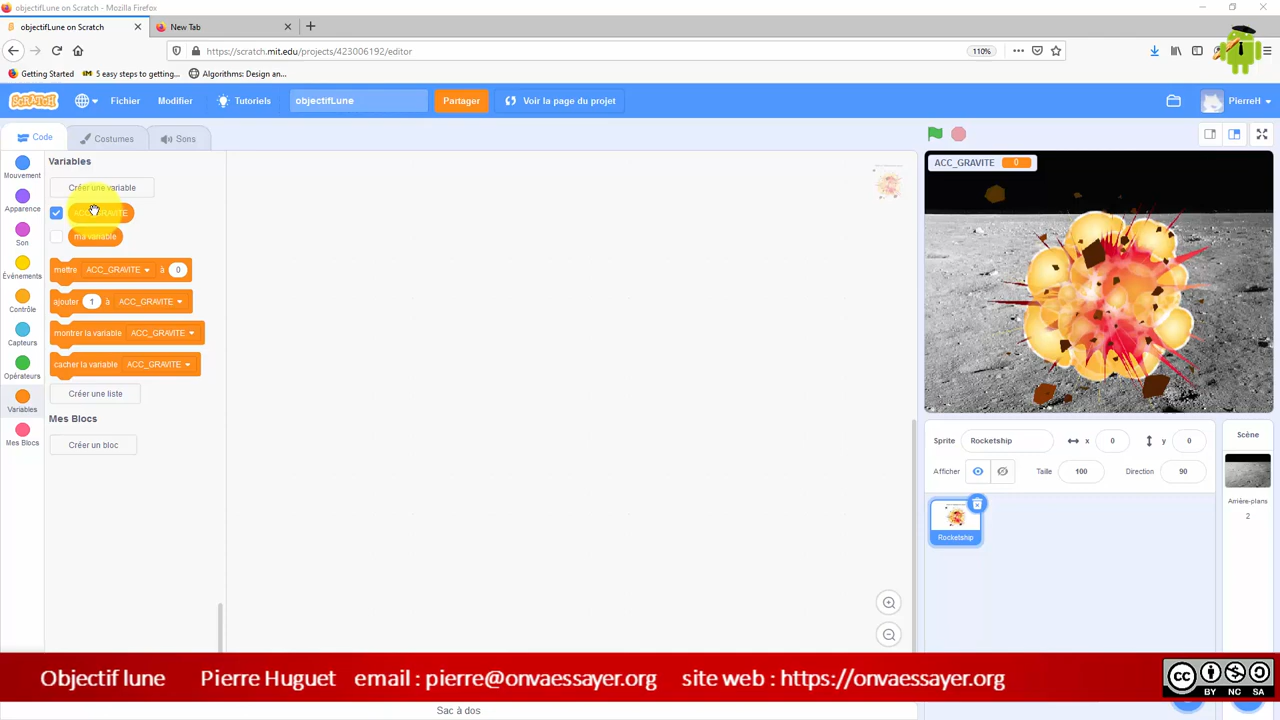 objectifLune on Scratch - Mozilla Firefox
objectifLune on Scratch
New Tab
https://scratch.mit.edu/projects/423006192/editor
110%
Getting Started
5 easy steps to getting...
Algorithms: Design an...
SCRATCH
Fichier
Modifier
Tutoriels
objectifLune
Partager
Voir la page du projet
PierreH
Code
Costumes
Sons
Mouvement
Apparence
Son
Événements
Contrôle
Capteurs
Opérateurs
Variables
Mes Blocs
Variables
Créer une variable
ACC_GRAVITE
ma variable
mettre ACC_GRAVITE à 0
ajouter 1 à ACC_GRAVITE
montrer la variable ACC_GRAVITE
cacher la variable ACC_GRAVITE
Créer une liste
Mes Blocs
Créer un bloc
ACC_GRAVITE 0
Sprite Rocketship x 0 y 0
Afficher Taille 100 Direction 90
Rocketship
Scène
Arrière-plans
2
Objectif lune Pierre Huguet email : pierre@onvaessayer.org site web : https://onvaessayer.org
CC BY NC SA
Sac à dos